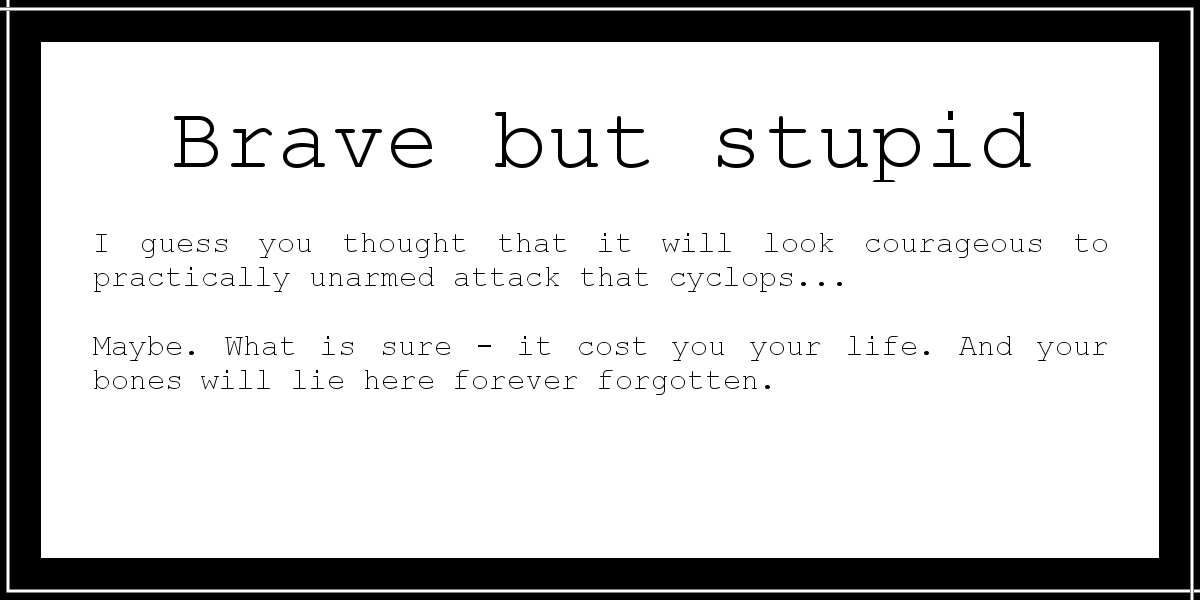 Brave but stupid
I guess you thought that it will look courageous to
practically unarmed attack that cyclops...
Maybe. What is sure - it cost you your life. And your
bones will lie here forever forgotten.